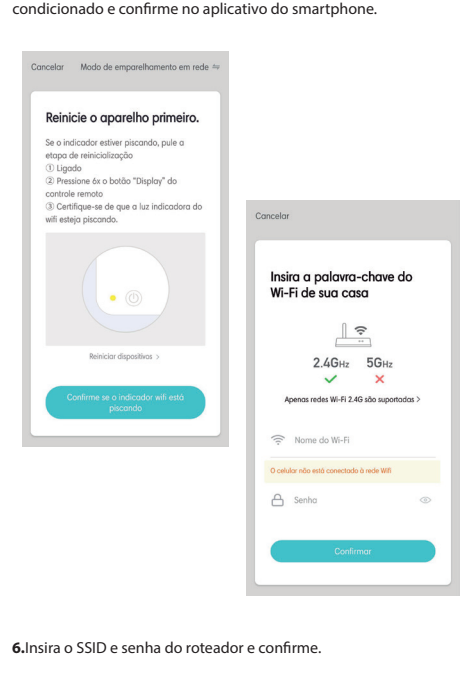 condicionado e confirme no aplicativo do smartphone.
Cancelar Modo de emparelhamento em rede ⇋
Reinicie o aparelho primeiro.
Se o indicador estiver piscando, pule a
etapa de reinicialização
① Ligado
② Pressione 6x o botão "Display" do
controle remoto
③ Certifique-se de que a luz indicadora do
wifi esteja piscando.
Reiniciar dispositivos >
Confirme se o indicador wifi está
piscando
Cancelar
Insira a palavra-chave do
Wi-Fi de sua casa
2.4GHz 5GHz
Apenas redes Wi-Fi 2.4G são suportadas >
Nome do Wi-Fi
O celular não está conectado à rede Wifi
Senha
Confirmar
6.Insira o SSID e senha do roteador e confirme.